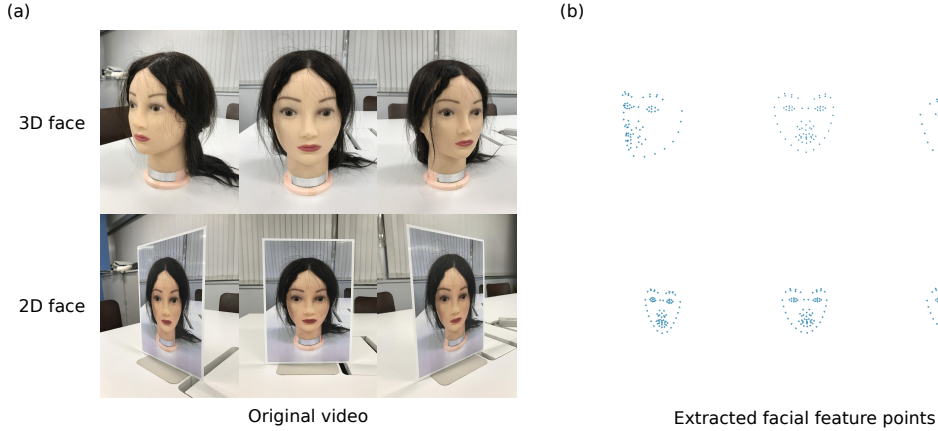 (a)
(b)
3D face
2D face
Original video
Extracted facial feature points